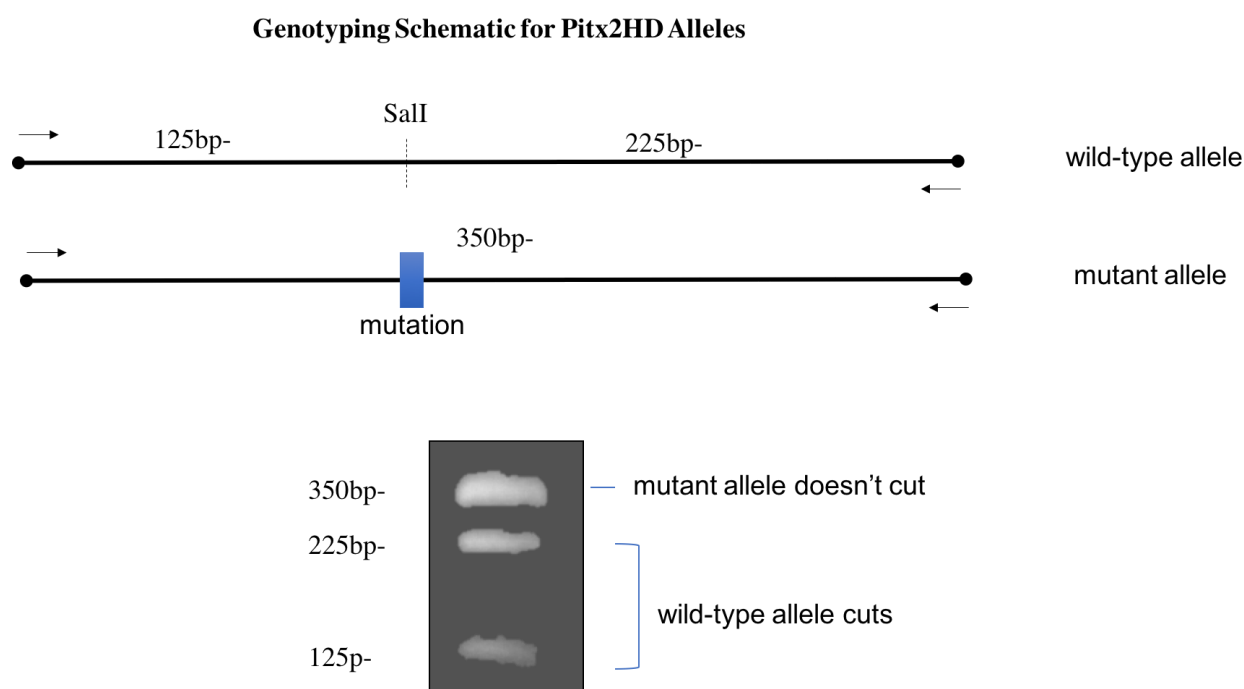 Genotyping Schematic for Pitx2HD Alleles
SalI
125bp-
225bp-
wild-type allele
350bp-
mutant allele
mutation
350bp-
mutant allele doesn’t cut
225bp-
wild-type allele cuts
125p-